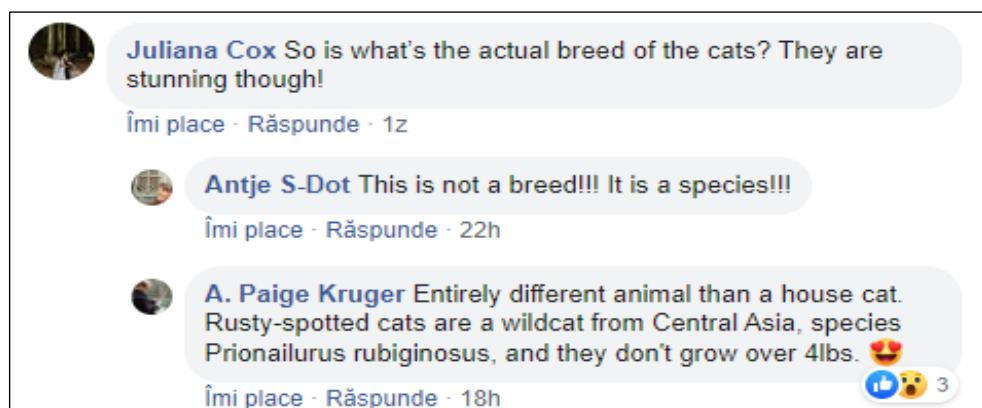 Juliana Cox So is what's the actual breed of the cats? They are
stunning though!
Îmi place · Răspunde · 1z
Antje S-Dot This is not a breed!!! It is a species!!!
Îmi place · Răspunde · 22h
A. Paige Kruger Entirely different animal than a house cat.
Rusty-spotted cats are a wildcat from Central Asia, species
Prionailurus rubiginosus, and they don't grow over 4lbs. 😍
3
Îmi place · Răspunde · 18h